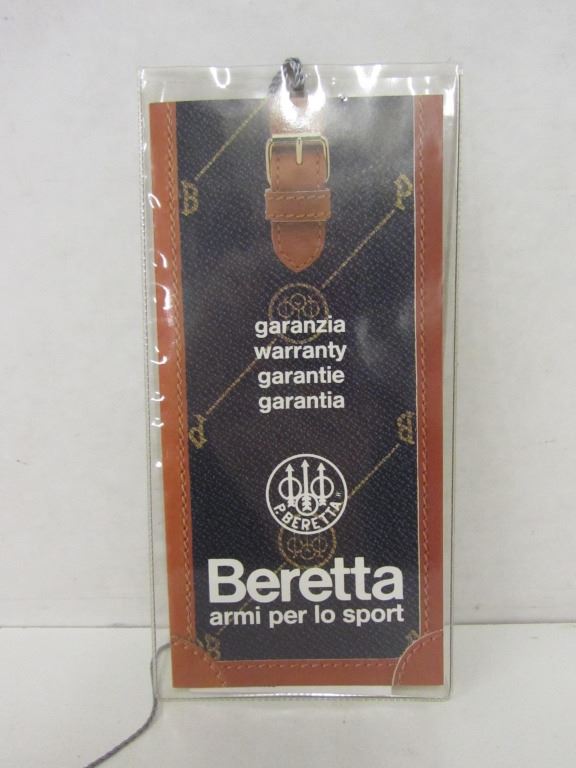 B P
garanzia
warranty
garantie
garantia
P. BERETTA
Beretta
armi per lo sport
B